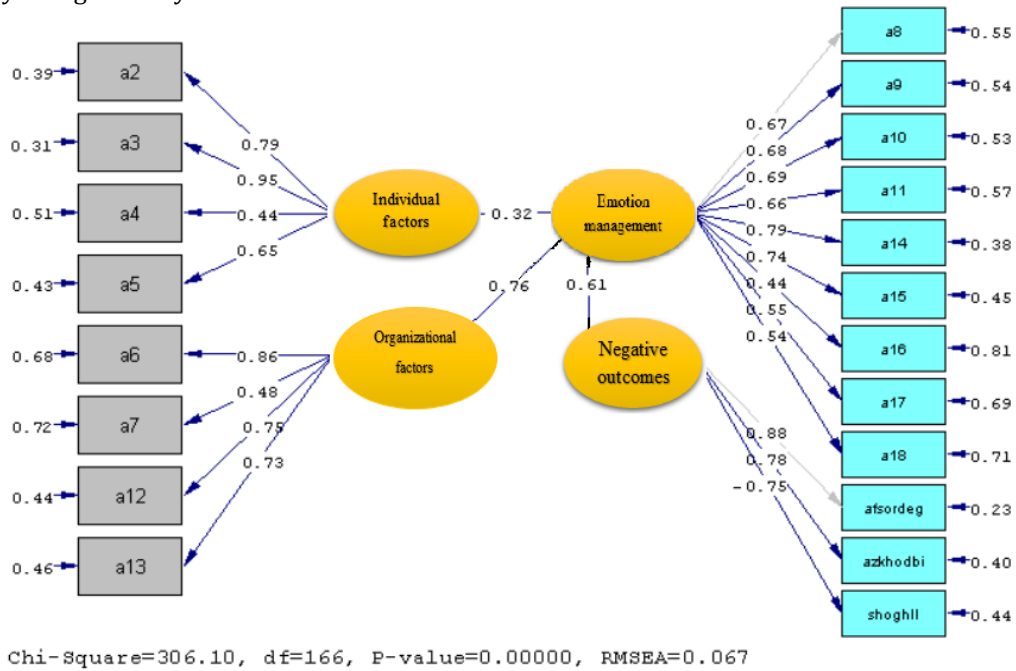 0.39
a2
0.31
a3
0.51
a4
0.43
a5
0.68
a6
0.72
a7
0.44
a12
0.46
a13
0.79
0.95
0.44
0.65
0.86
0.48
0.75
0.73
Individual
factors
Organizational
factors
0.32
0.76
0.61
Emotion
management
Negative
outcomes
0.67
0.68
0.69
0.66
0.79
0.74
0.44
0.55
0.54
0.88
0.78
-0.75
a8
0.55
a9
0.54
a10
0.53
a11
0.57
a14
0.38
a15
0.45
a16
0.81
a17
0.69
a18
0.71
afsordeg
0.23
azkhodbi
0.40
shoghll
0.44
Chi-Square=306.10, df=166, P-value=0.00000, RMSEA=0.067